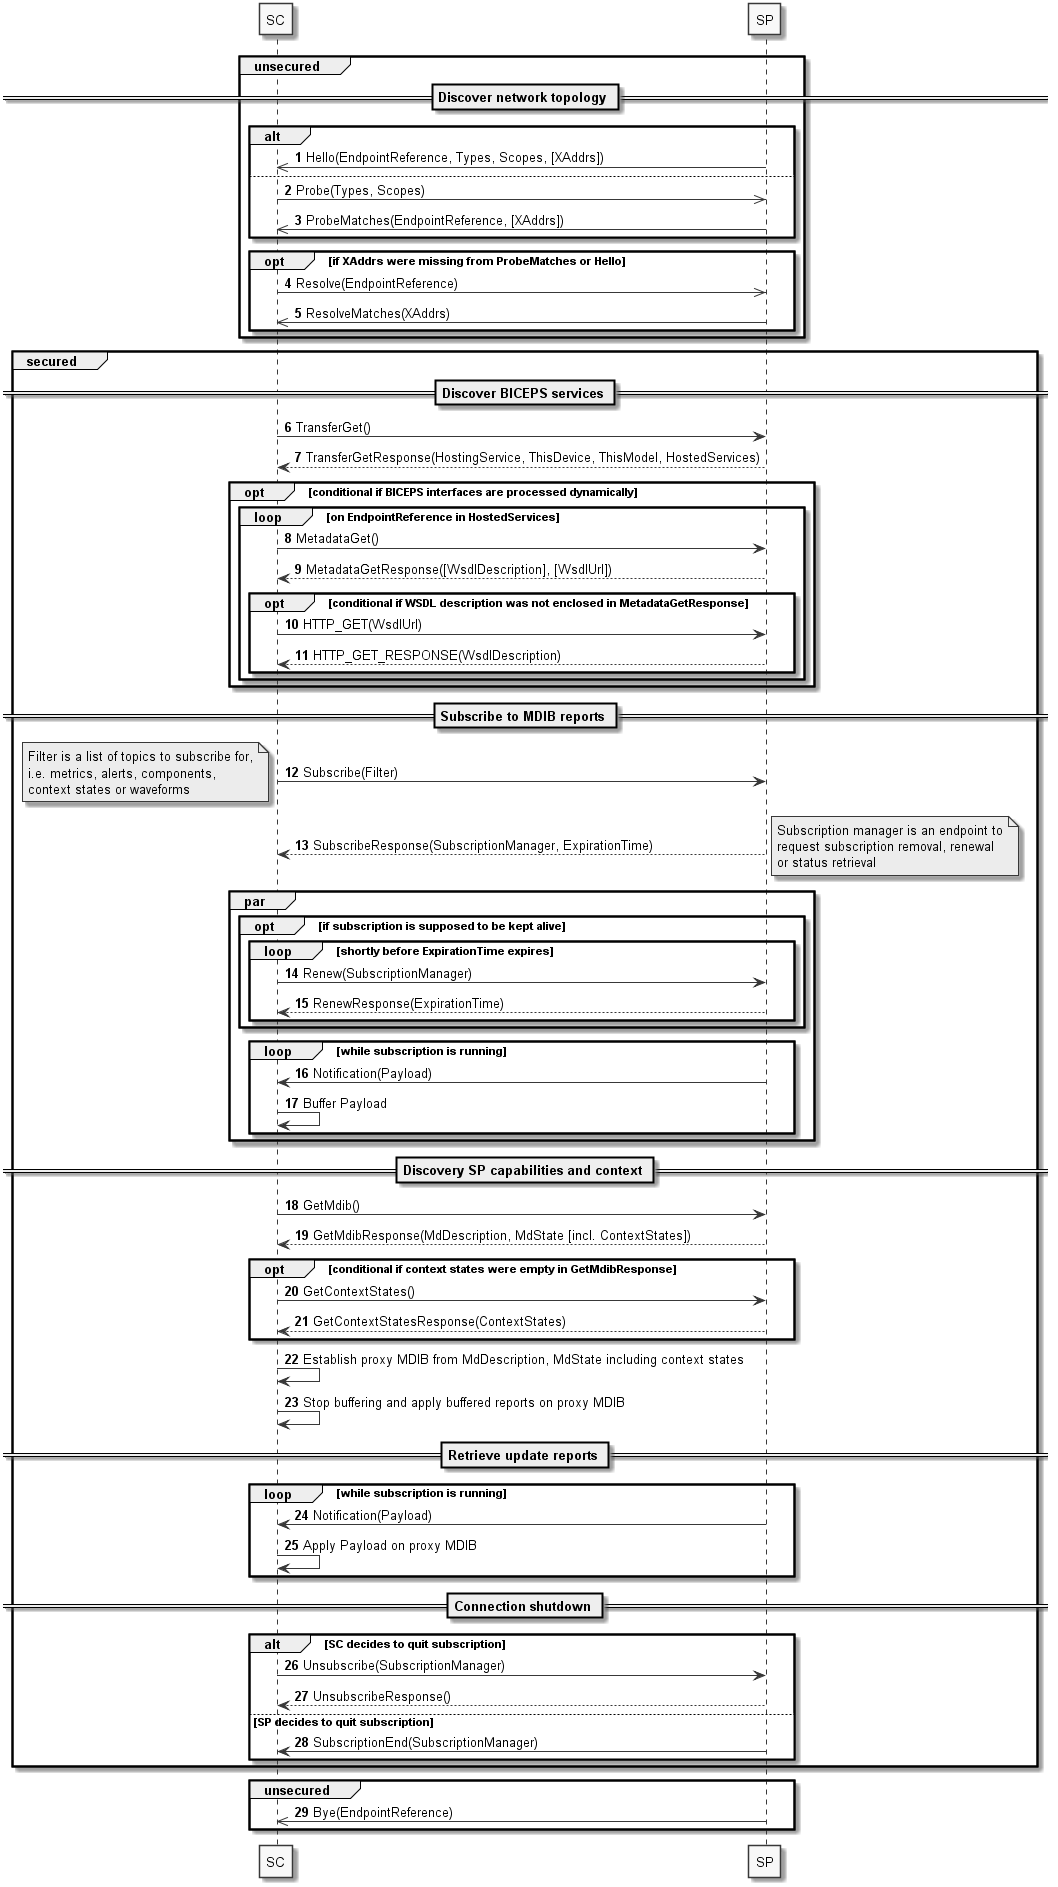 SC SP
unsecured
Discover network topology
alt
1 Hello(EndpointReference, Types, Scopes, [XAddrs])
2 Probe(Types, Scopes)
3 ProbeMatches(EndpointReference, [XAddrs])
opt [if XAddrs were missing from ProbeMatches or Hello]
4 Resolve(EndpointReference)
5 ResolveMatches(XAddrs)
secured
Discover BICEPS services
6 TransferGet()
7 TransferGetResponse(HostingService, ThisDevice, ThisModel, HostedServices)
opt [conditional if BICEPS interfaces are processed dynamically]
loop [on EndpointReference in HostedServices]
8 MetadataGet()
9 MetadataGetResponse([WsdlDescription], [WsdlUrl])
opt [conditional if WSDL description was not enclosed in MetadataGetResponse]
10 HTTP_GET(WsdlUrl)
11 HTTP_GET_RESPONSE(WsdlDescription)
Subscribe to MDIB reports
Filter is a list of topics to subscribe for,
i.e. metrics, alerts, components,
context states or waveforms
12 Subscribe(Filter)
13 SubscribeResponse(SubscriptionManager, ExpirationTime)
Subscription manager is an endpoint to
request subscription removal, renewal
or status retrieval
par
opt [if subscription is supposed to be kept alive]
loop [shortly before ExpirationTime expires]
14 Renew(SubscriptionManager)
15 RenewResponse(ExpirationTime)
loop [while subscription is running]
16 Notification(Payload)
17 Buffer Payload
Discovery SP capabilities and context
18 GetMdib()
19 GetMdibResponse(MdDescription, MdState [incl. ContextStates])
opt [conditional if context states were empty in GetMdibResponse]
20 GetContextStates()
21 GetContextStatesResponse(ContextStates)
22 Establish proxy MDIB from MdDescription, MdState including context states
23 Stop buffering and apply buffered reports on proxy MDIB
Retrieve update reports
loop [while subscription is running]
24 Notification(Payload)
25 Apply Payload on proxy MDIB
Connection shutdown
alt [SC decides to quit subscription]
26 Unsubscribe(SubscriptionManager)
27 UnsubscribeResponse()
[SP decides to quit subscription]
28 SubscriptionEnd(SubscriptionManager)
unsecured
29 Bye(EndpointReference)
SC SP